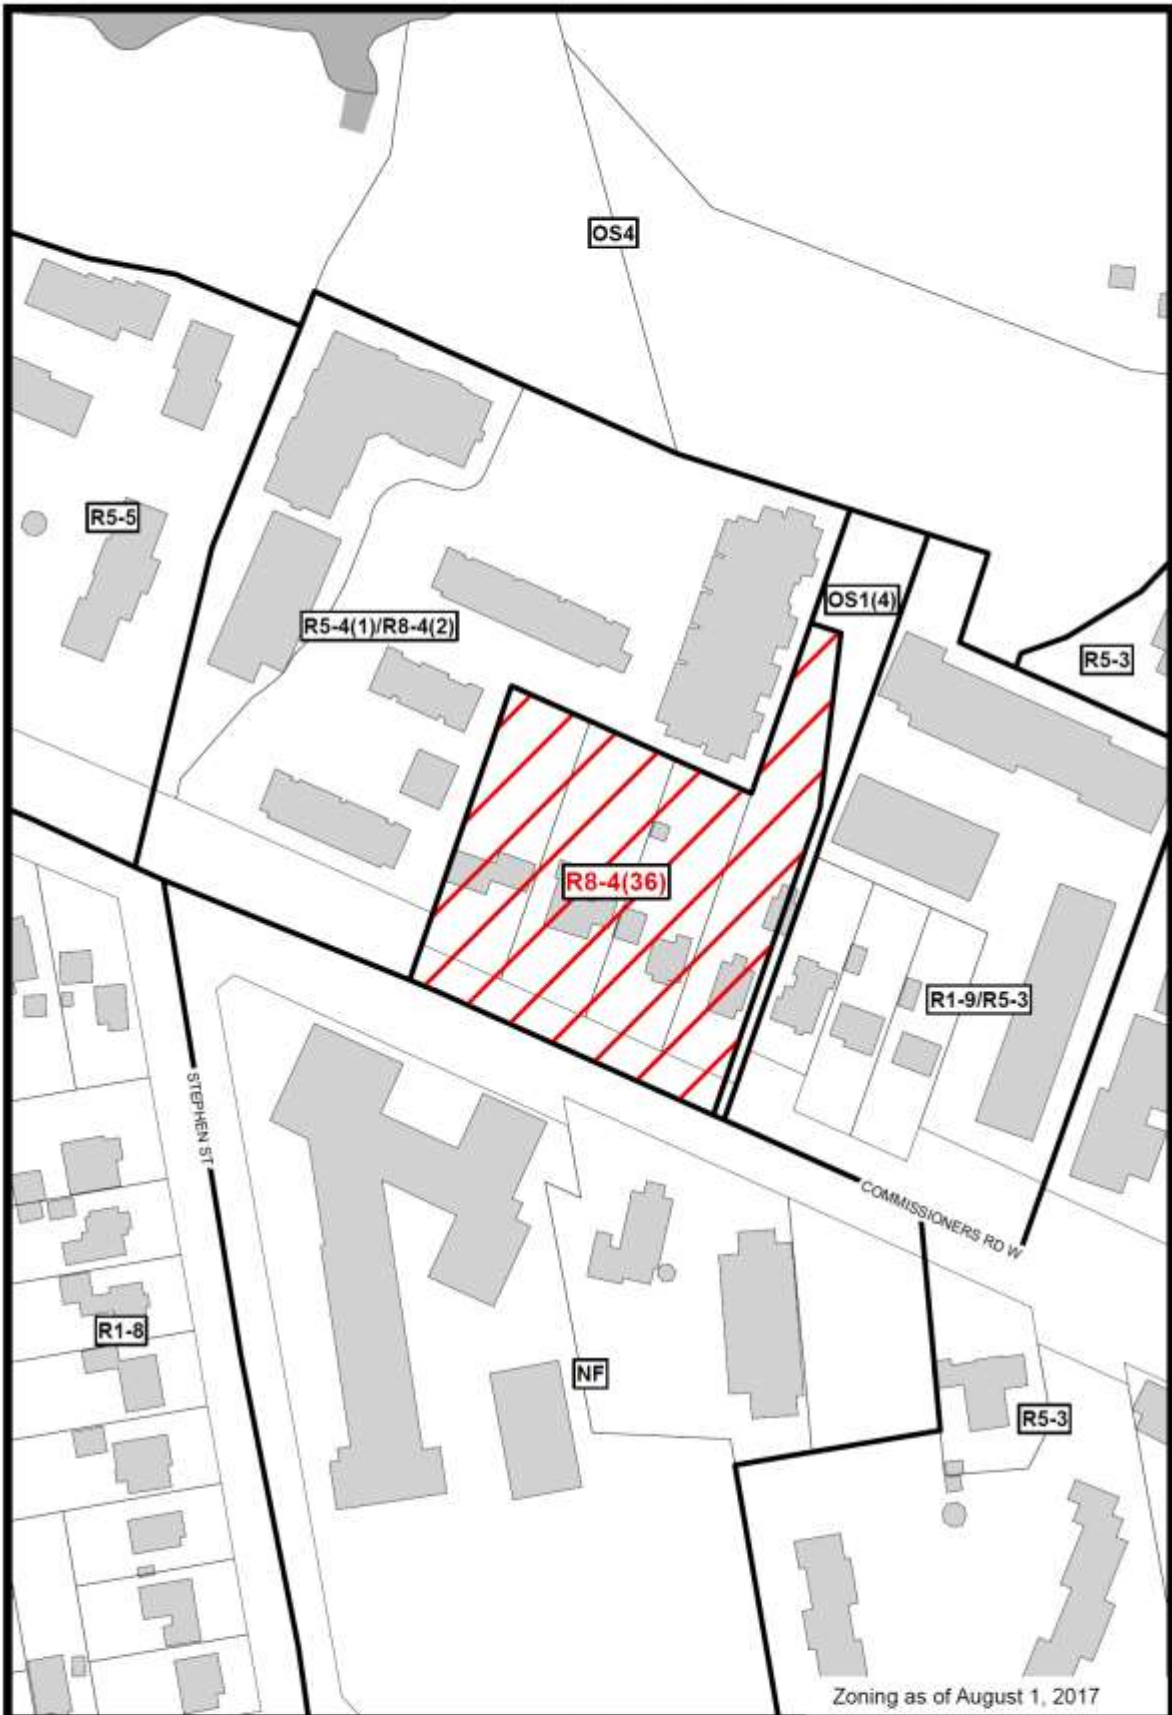 OS4
R5-5
OS1(4)
R5-4(1)/R8-4(2)
R5-3
R8-4(36)
R1-9/R5-3
STEPHEN ST
COMMISSIONERS RD W
R1-8
NF
R5-3
Zoning as of August 1, 2017